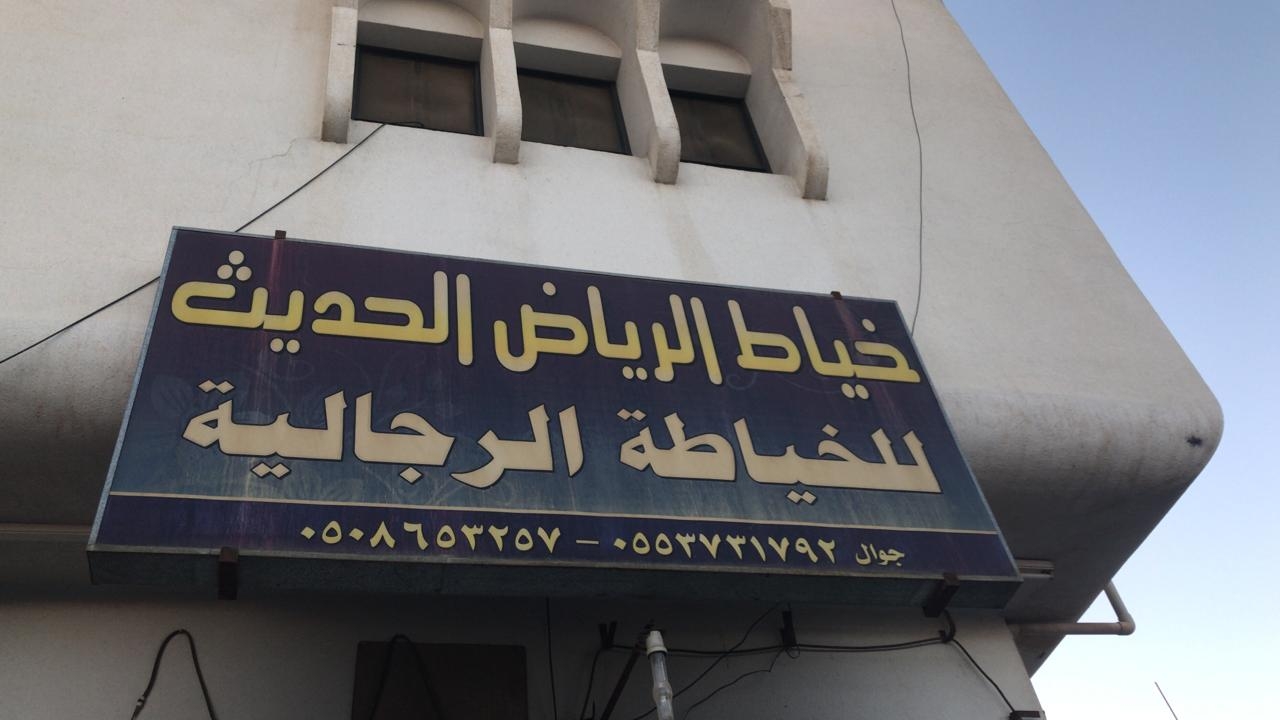 خياط الرياض الحديث
للخياطة الرجالية
جوال ٠٥٥٣٧٣١٧٩٢ - ٠٥٠٨٦٥٣٢٥٧